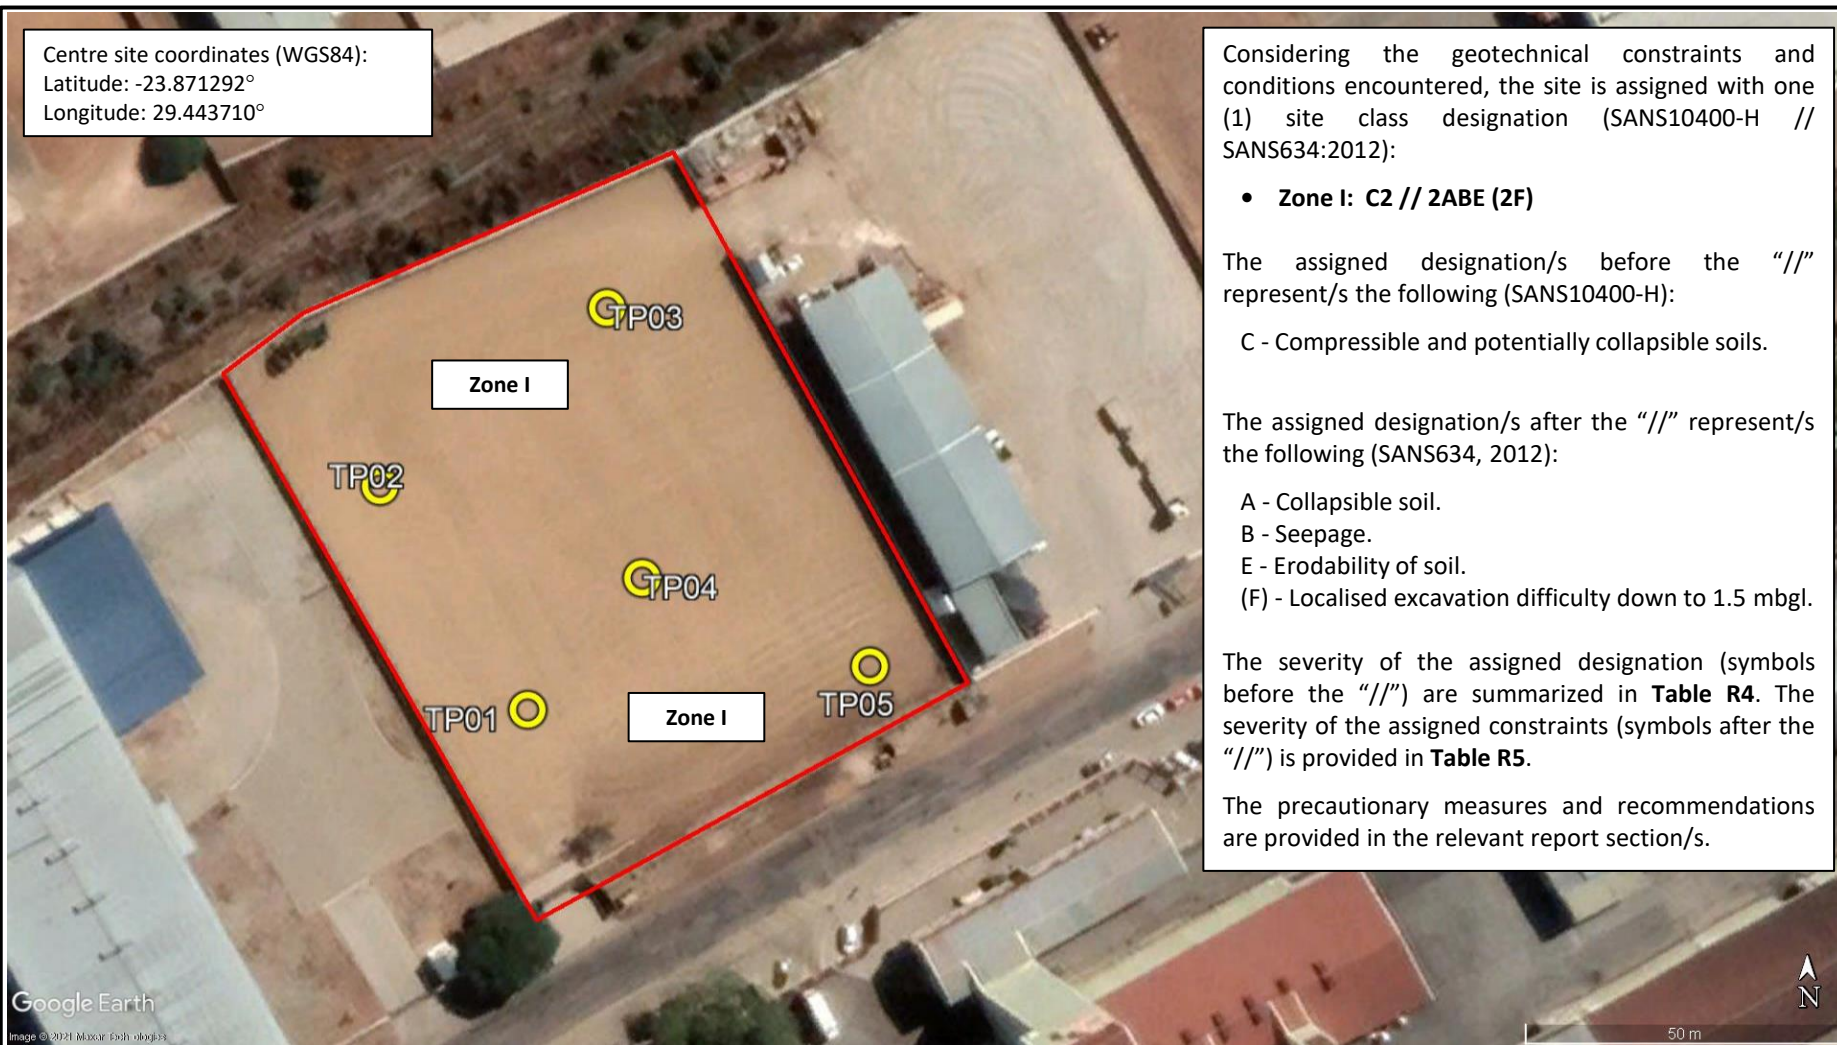 Centre site coordinates (WGS84):
Latitude: -23.871292°
Longitude: 29.443710°
Considering the geotechnical constraints and
conditions encountered, the site is assigned with one
(1) site class designation (SANS10400-H //
SANS634:2012):
• Zone I: C2 // 2ABE (2F)
The assigned designation/s before the “//”
represent/s the following (SANS10400-H):
C - Compressible and potentially collapsible soils.
The assigned designation/s after the “//” represent/s
the following (SANS634, 2012):
A - Collapsible soil.
B - Seepage.
E - Erodability of soil.
(F) - Localised excavation difficulty down to 1.5 mbgl.
The severity of the assigned designation (symbols
before the “//”) are summarized in Table R4. The
severity of the assigned constraints (symbols after the
“//”) is provided in Table R5.
The precautionary measures and recommendations
are provided in the relevant report section/s.
TP03
Zone I
TP02
TP04
TP01
Zone I
TP05
Google Earth
Image © 2021 Maxar Technologies
N
50 m